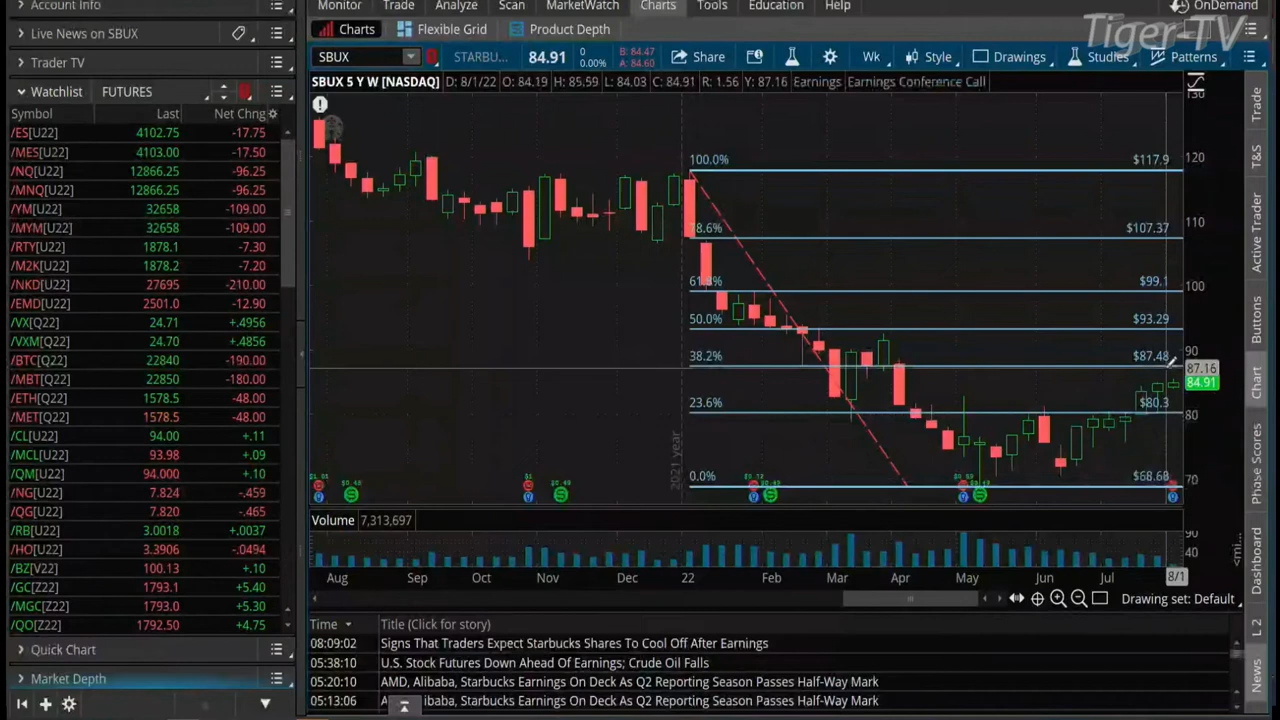 Account Info
Monitor Trade Analyze Scan MarketWatch Charts Tools Education Help
OnDemand
Tiger-TV
Live News on SBUX
Charts Flexible Grid Product Depth
Trader TV
SBUX STARBU... 84.91 0 0.00% B: 84.47 A: 84.60 Share Wk Style Drawings Studies Patterns
Watchlist FUTURES
SBUX 5 Y W [NASDAQ] D: 8/1/22 O: 84.19 H: 85.59 L: 84.03 C: 84.91 R: 1.56 Y: 87.16 Earnings Earnings Conference Call
Symbol Last Net Chng
/ES[U22] 4102.75 -17.75
/MES[U22] 4103.00 -17.50
/NQ[U22] 12866.25 -96.25
/MNQ[U22] 12866.25 -96.25
/YM[U22] 32658 -109.00
/MYM[U22] 32658 -109.00
/RTY[U22] 1878.1 -7.30
/M2K[U22] 1878.2 -7.20
/NKD[U22] 27695 -210.00
/EMD[U22] 2501.0 -12.90
/VX[Q22] 24.71 +.4956
/VXM[Q22] 24.70 +.4856
/BTC[Q22] 22840 -190.00
/MBT[Q22] 22850 -180.00
/ETH[Q22] 1578.5 -48.00
/MET[Q22] 1578.5 -48.00
/CL[U22] 94.00 +.11
/MCL[U22] 93.98 +.09
/QM[U22] 94.000 +.10
/NG[U22] 7.824 -.459
/QG[U22] 7.820 -.465
/RB[U22] 3.0018 +.0037
/HO[U22] 3.3906 -.0494
/BZ[V22] 100.13 +.10
/GC[Z22] 1793.1 +5.40
/MGC[Z22] 1793.0 +5.30
/QO[Z22] 1792.50 +4.75
Quick Chart
Market Depth
100.0% $117.9
78.6% $107.37
61.8% $99.1
50.0% $93.29
38.2% $87.48
23.6% $80.3
0.0% $68.68
2021 year
130
120
110
100
90
87.16
84.91
80
70
Volume 7,313,697
40
Aug Sep Oct Nov Dec 22 Feb Mar Apr May Jun Jul 8/1
Drawing set: Default
Time Title (Click for story)
08:09:02 Signs That Traders Expect Starbucks Shares To Cool Off After Earnings
05:38:10 U.S. Stock Futures Down Ahead Of Earnings; Crude Oil Falls
05:20:10 AMD, Alibaba, Starbucks Earnings On Deck As Q2 Reporting Season Passes Half-Way Mark
05:13:06 ibaba, Starbucks Earnings On Deck As Q2 Reporting Season Passes Half-Way Mark
Trade
T&S
Active Trader
Buttons
Chart
Phase Scores
Dashboard
L 2
News